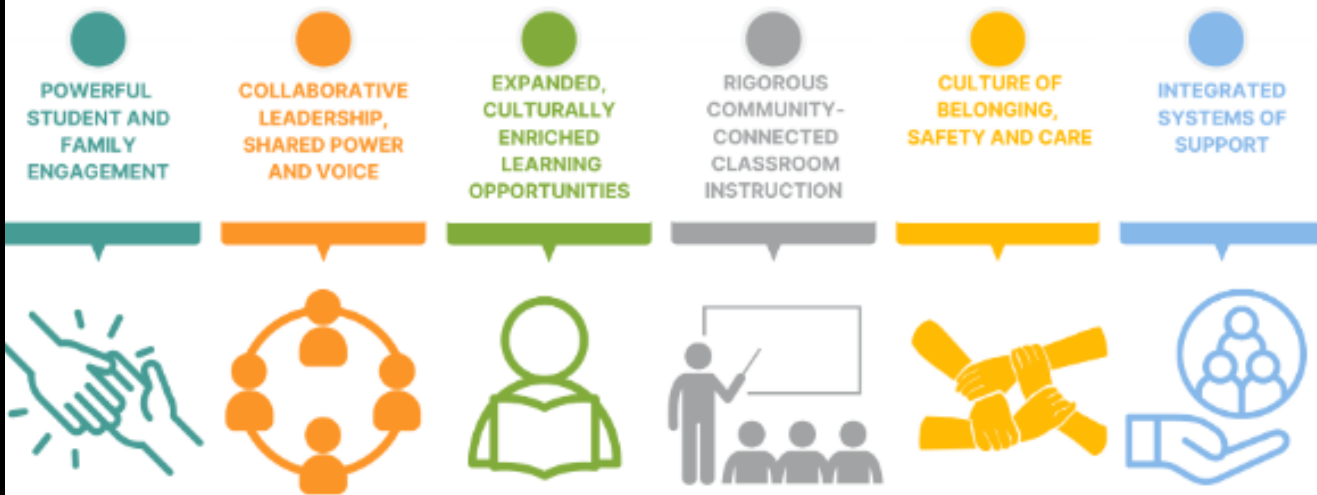 POWERFUL
STUDENT AND
FAMILY
ENGAGEMENT
COLLABORATIVE
LEADERSHIP,
SHARED POWER
AND VOICE
EXPANDED,
CULTURALLY
ENRICHED
LEARNING
OPPORTUNITIES
RIGOROUS
COMMUNITY-
CONNECTED
CLASSROOM
INSTRUCTION
CULTURE OF
BELONGING,
SAFETY AND CARE
INTEGRATED
SYSTEMS OF
SUPPORT